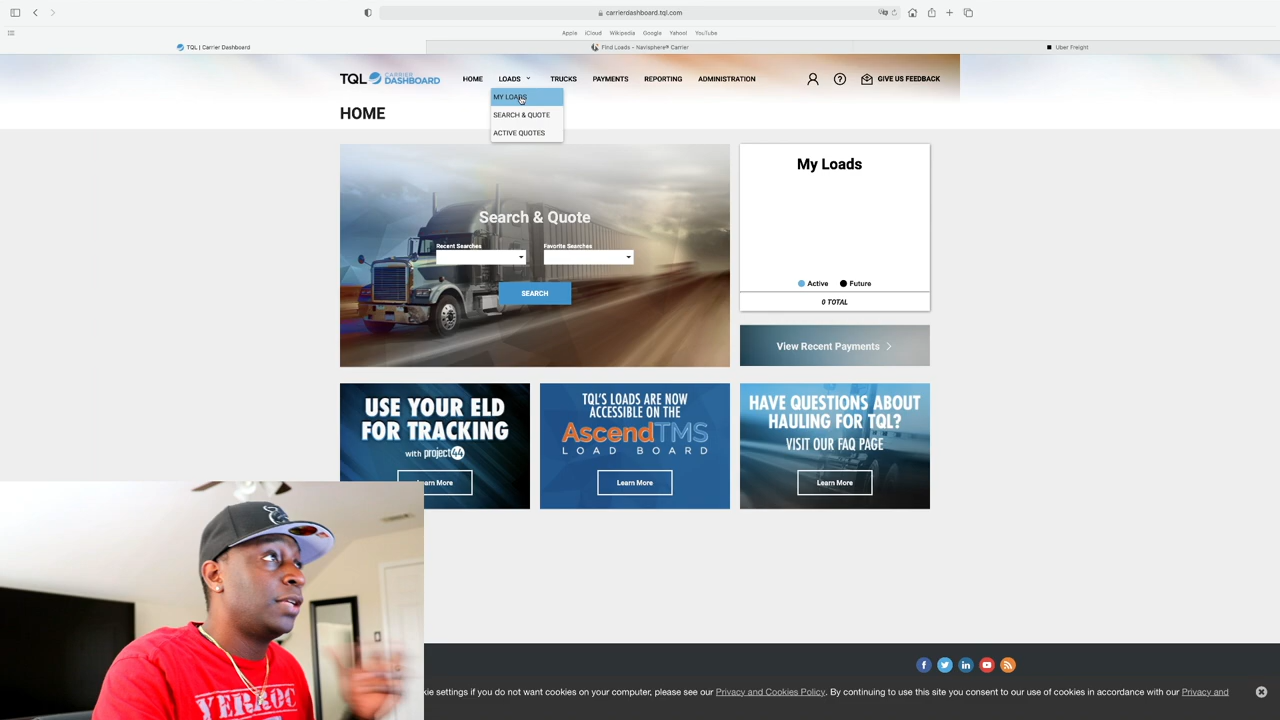 carrierdashboard.tql.com
Apple iCloud Wikipedia Google Yahoo! YouTube
TQL | Carrier Dashboard
Find Loads - Navisphere® Carrier
Uber Freight
TQL CARRIER DASHBOARD
HOME LOADS TRUCKS PAYMENTS REPORTING ADMINISTRATION
GIVE US FEEDBACK
MY LOADS
SEARCH & QUOTE
ACTIVE QUOTES
HOME
Search & Quote
Recent Searches
Favorite Searches
SEARCH
My Loads
Active Future
0 TOTAL
View Recent Payments
USE YOUR ELD
FOR TRACKING
with project44
Learn More
TQL'S LOADS ARE NOW
ACCESSIBLE ON THE
AscendTMS
LOAD BOARD
Learn More
HAVE QUESTIONS ABOUT
HAULING FOR TQL?
VISIT OUR FAQ PAGE
Learn More
kie settings if you do not want cookies on your computer, please see our Privacy and Cookies Policy. By continuing to use this site you consent to our use of cookies in accordance with our Privacy and